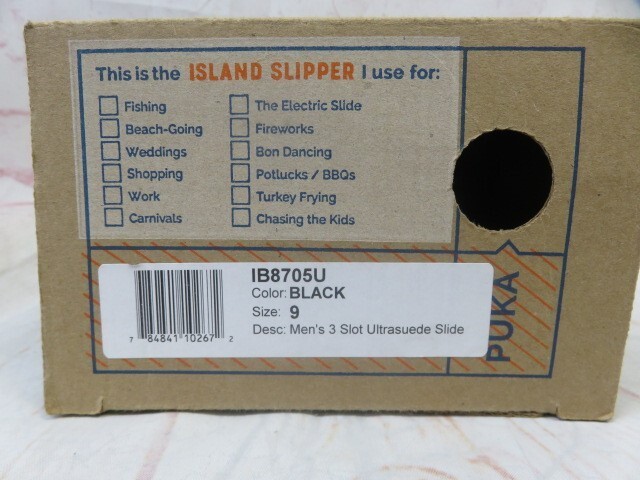 This is the ISLAND SLIPPER I use for:
Fishing
Beach-Going
Weddings
Shopping
Work
Carnivals
The Electric Slide
Fireworks
Bon Dancing
Potlucks / BBQs
Turkey Frying
Chasing the Kids
IB8705U
Color: BLACK
Size: 9
Desc: Men's 3 Slot Ultrasuede Slide
7 84841 10267 2
PUKA